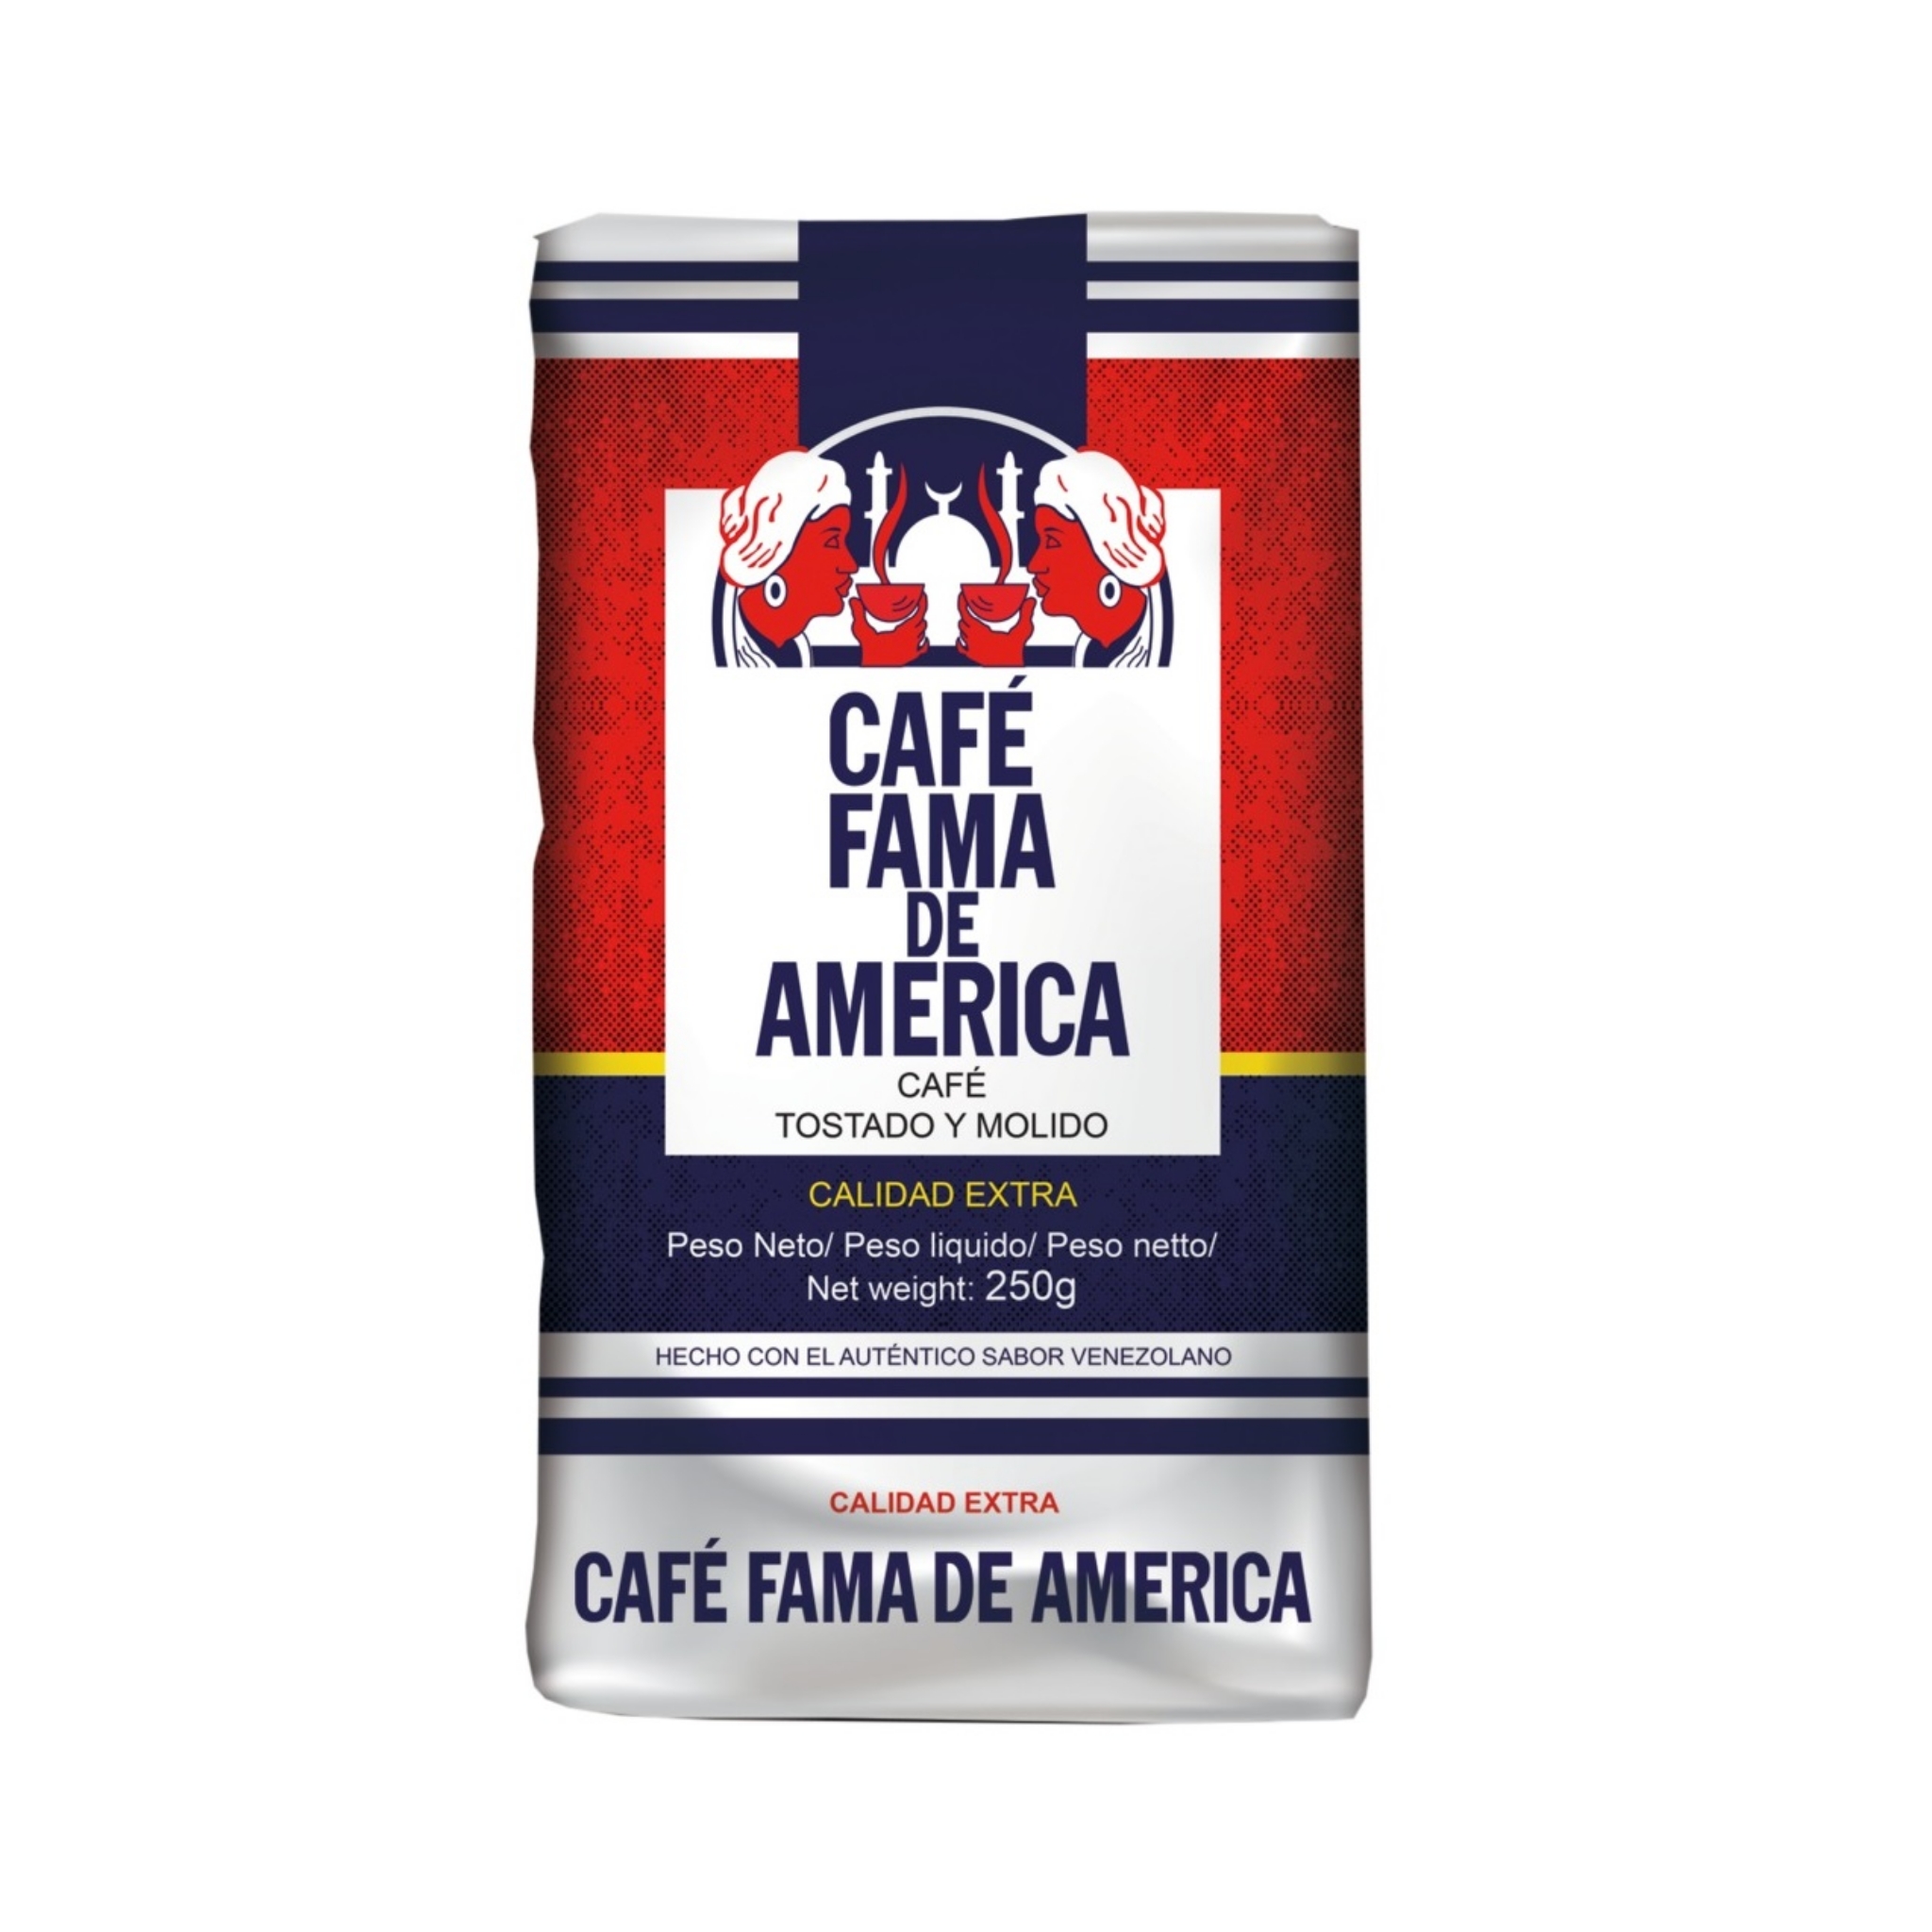 CAFÉ
FAMA
DE
AMERICA
CAFÉ
TOSTADO Y MOLIDO
CALIDAD EXTRA
Peso Neto/ Peso liquido/ Peso netto/
Net weight: 250g
HECHO CON EL AUTÉNTICO SABOR VENEZOLANO
CALIDAD EXTRA
CAFÉ FAMA DE AMERICA